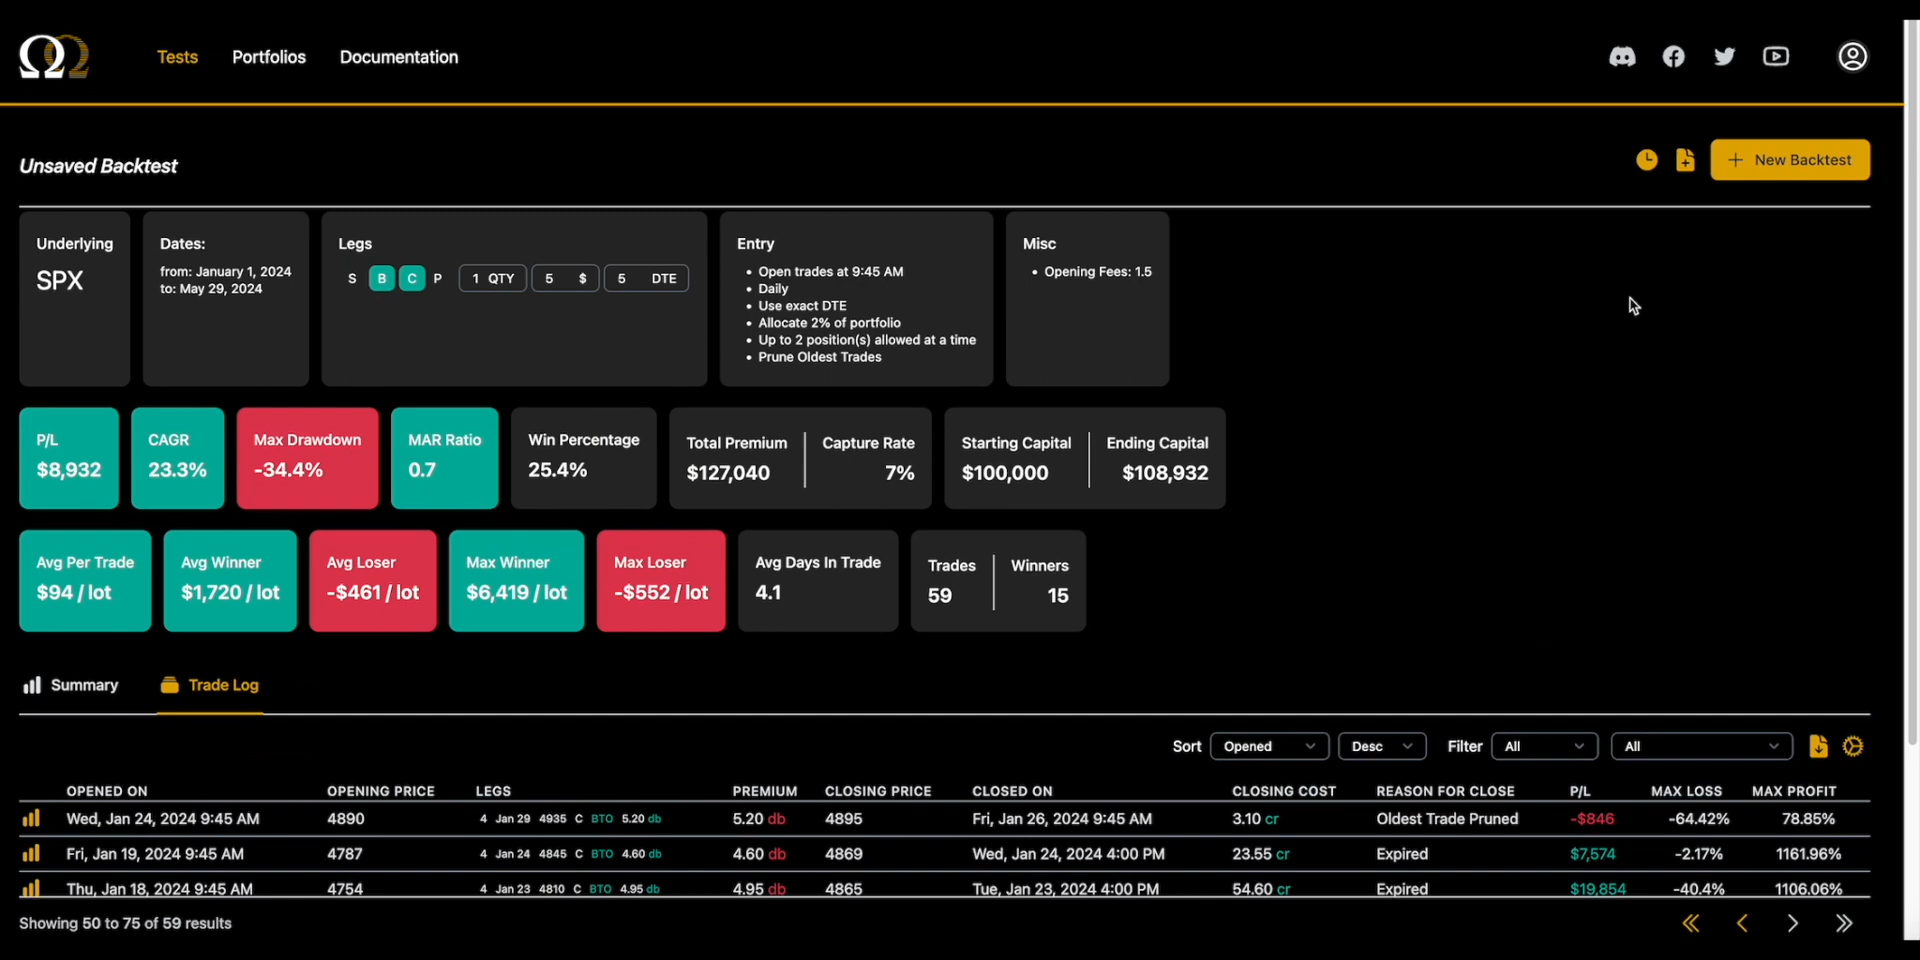 Tests Portfolios Documentation
Unsaved Backtest
+ New Backtest
Underlying
SPX
Dates:
from: January 1, 2024
to: May 29, 2024
Legs
S B C P 1 QTY 5 $ 5 DTE
Entry
• Open trades at 9:45 AM
• Daily
• Use exact DTE
• Allocate 2% of portfolio
• Up to 2 position(s) allowed at a time
• Prune Oldest Trades
Misc
• Opening Fees: 1.5
P/L
$8,932
CAGR
23.3%
Max Drawdown
-34.4%
MAR Ratio
0.7
Win Percentage
25.4%
Total Premium
$127,040
Capture Rate
7%
Starting Capital
$100,000
Ending Capital
$108,932
Avg Per Trade
$94 / lot
Avg Winner
$1,720 / lot
Avg Loser
-$461 / lot
Max Winner
$6,419 / lot
Max Loser
-$552 / lot
Avg Days In Trade
4.1
Trades
59
Winners
15
Summary Trade Log
Sort Opened Desc Filter All All
OPENED ON OPENING PRICE LEGS PREMIUM CLOSING PRICE CLOSED ON CLOSING COST REASON FOR CLOSE P/L MAX LOSS MAX PROFIT
Wed, Jan 24, 2024 9:45 AM 4890 4 Jan 29 4935 C BTO 5.20 db 5.20 db 4895 Fri, Jan 26, 2024 9:45 AM 3.10 cr Oldest Trade Pruned -$846 -64.42% 78.85%
Fri, Jan 19, 2024 9:45 AM 4787 4 Jan 24 4845 C BTO 4.60 db 4.60 db 4869 Wed, Jan 24, 2024 4:00 PM 23.55 cr Expired $7,574 -2.17% 1161.96%
Thu, Jan 18, 2024 9:45 AM 4754 4 Jan 23 4810 C BTO 4.95 db 4.95 db 4865 Tue, Jan 23, 2024 4:00 PM 54.60 cr Expired $19,854 -40.4% 1106.06%
Showing 50 to 75 of 59 results